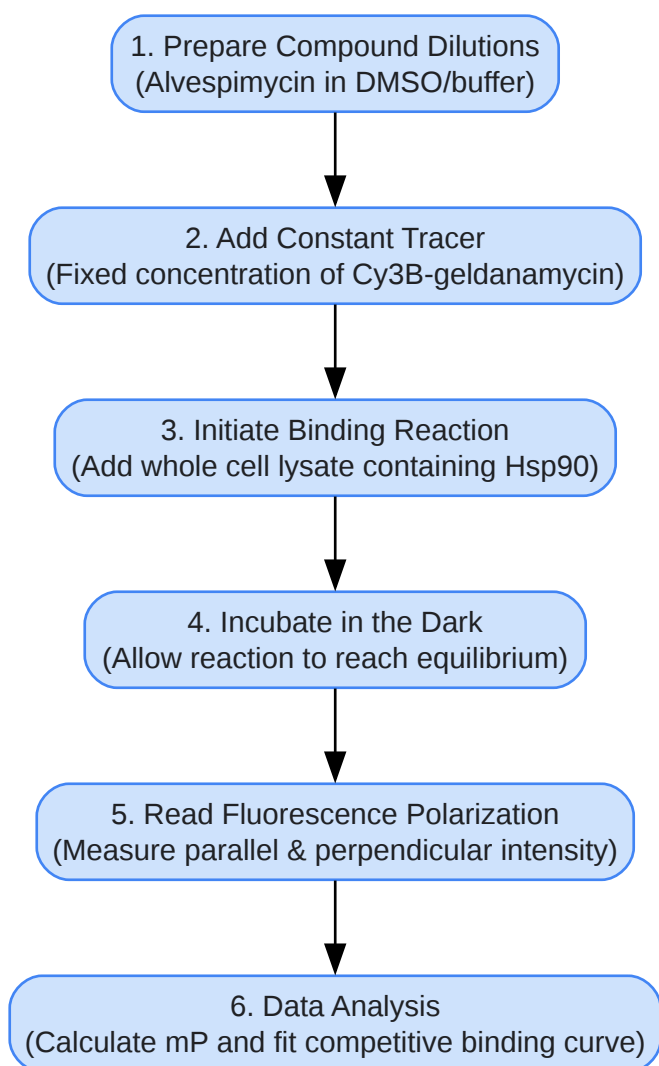 1. Prepare Compound Dilutions
(Alvespimycin in DMSO/buffer)
2. Add Constant Tracer
(Fixed concentration of Cy3B-geldanamycin)
3. Initiate Binding Reaction
(Add whole cell lysate containing Hsp90)
4. Incubate in the Dark
(Allow reaction to reach equilibrium)
5. Read Fluorescence Polarization
(Measure parallel & perpendicular intensity)
6. Data Analysis
(Calculate mP and fit competitive binding curve)